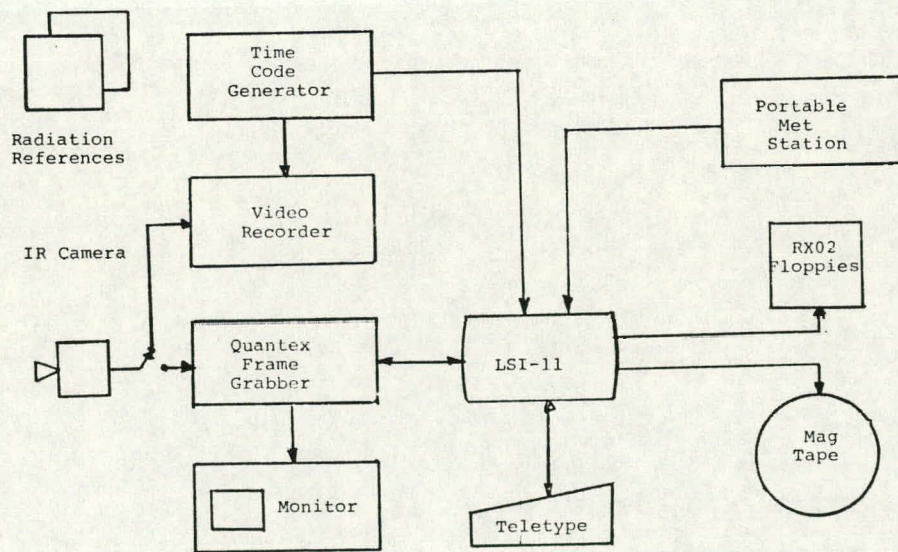 Time
Code
Generator
Portable
Met
Station
Radiation
References
Video
Recorder
RX02
Floppies
IR Camera
Quantex
Frame
Grabber
LSI-11
Mag
Tape
Monitor
Teletype